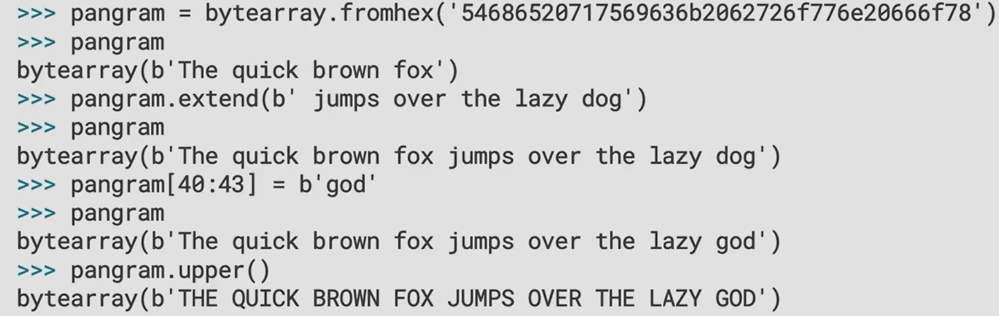 >>> pangram = bytearray.fromhex('54686520717569636b2062726f776e20666f78')
>>> pangram
bytearray(b'The quick brown fox')
>>> pangram.extend(b' jumps over the lazy dog')
>>> pangram
bytearray(b'The quick brown fox jumps over the lazy dog')
>>> pangram[40:43] = b'god'
>>> pangram
bytearray(b'The quick brown fox jumps over the lazy god')
>>> pangram.upper()
bytearray(b'THE QUICK BROWN FOX JUMPS OVER THE LAZY GOD')